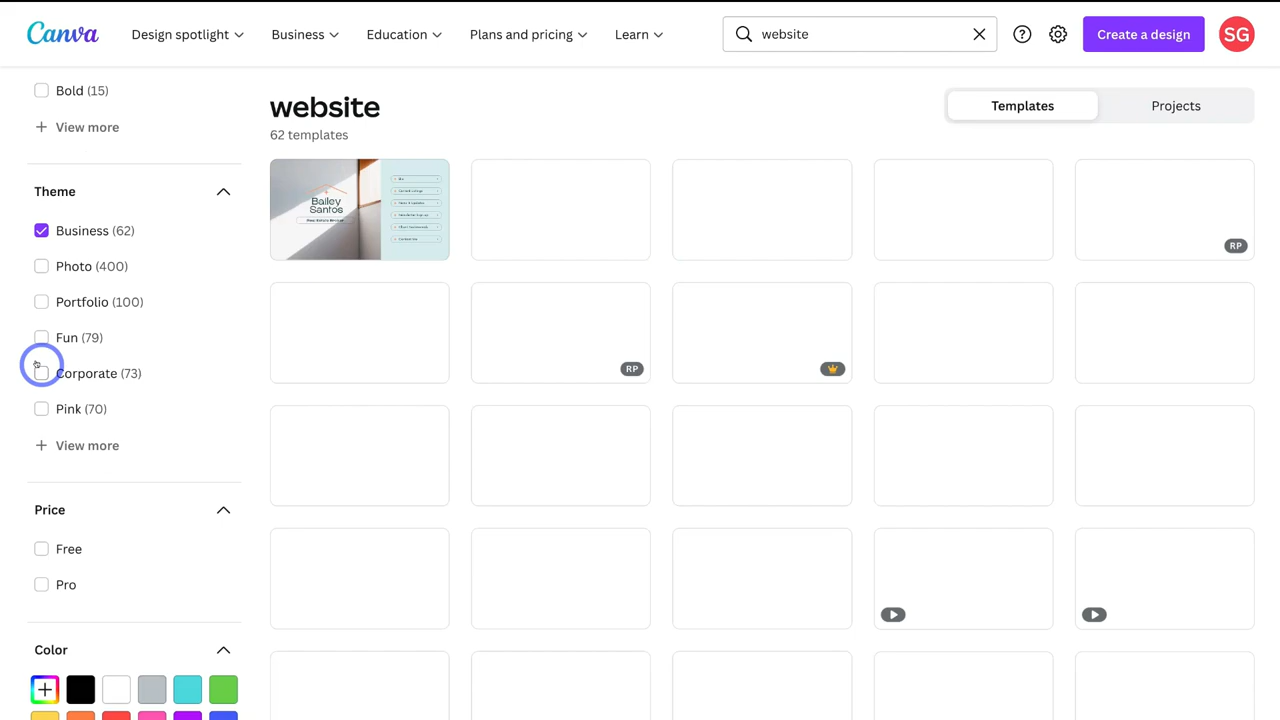 Canva Design spotlight Business Education Plans and pricing Learn website Create a design SG
Bold (15)
+ View more
Theme
Business (62)
Photo (400)
Portfolio (100)
Fun (79)
Corporate (73)
Pink (70)
+ View more
Price
Free
Pro
Color
website
62 templates
Templates Projects
Bailey
Santos
RP
RP